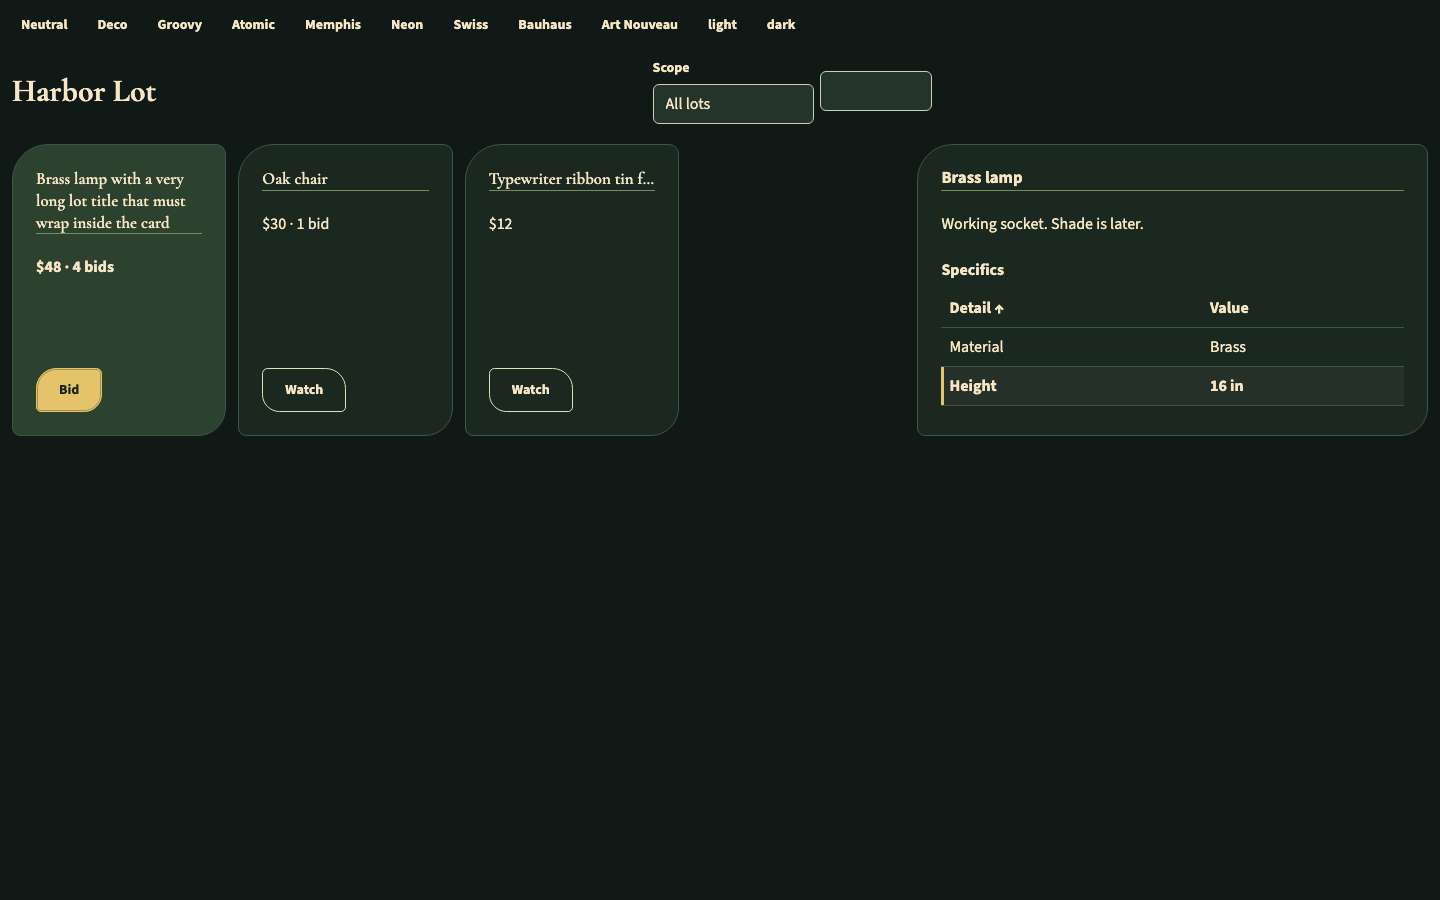 Neutral Deco Groovy Atomic Memphis Neon Swiss Bauhaus Art Nouveau light dark
Harbor Lot
Scope
All lots
Brass lamp with a very
long lot title that must
wrap inside the card
$48 · 4 bids
Bid
Oak chair
$30 · 1 bid
Watch
Typewriter ribbon tin f…
$12
Watch
Brass lamp
Working socket. Shade is later.
Specifics
Detail ↑ Value
Material Brass
Height 16 in